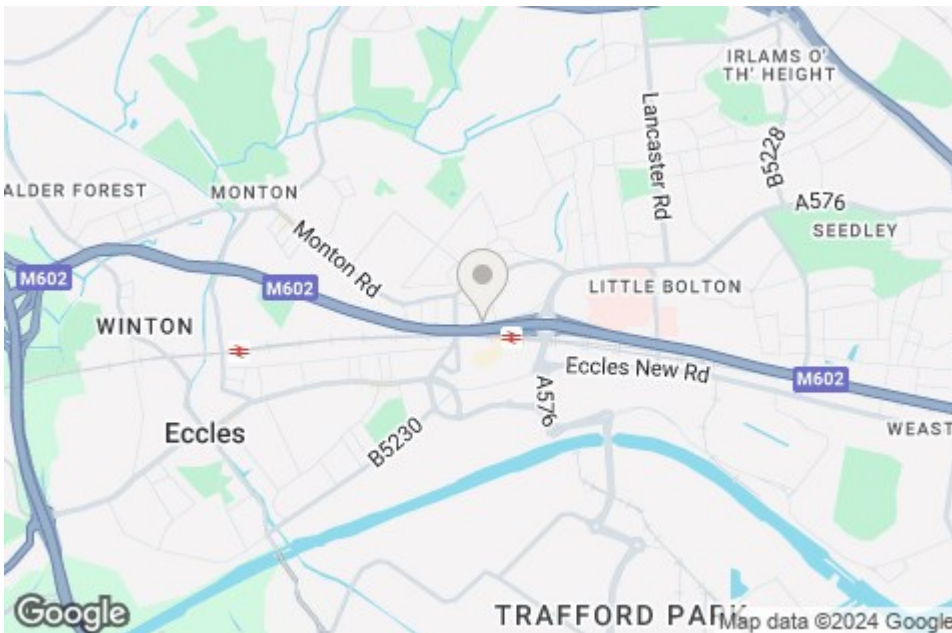 IRLAMS O'
TH' HEIGHT
Lancaster Rd
B5228
ALDER FOREST
MONTON
A576
SEEDLEY
Monton Rd
M602
M602
LITTLE BOLTON
WINTON
Eccles New Rd
M602
A576
Eccles
B5230
WEAST
TRAFFORD PARK
Google
Map data ©2024 Google